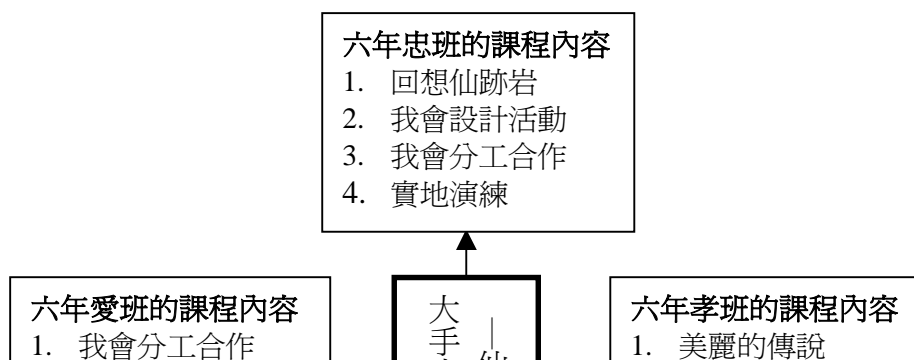 六年忠班的課程內容
1. 回想仙跡岩
2. 我會設計活動
3. 我會分工合作
4. 實地演練
六年愛班的課程內容
1. 我會分工合作
大手
六年孝班的課程內容
1. 美麗的傳說